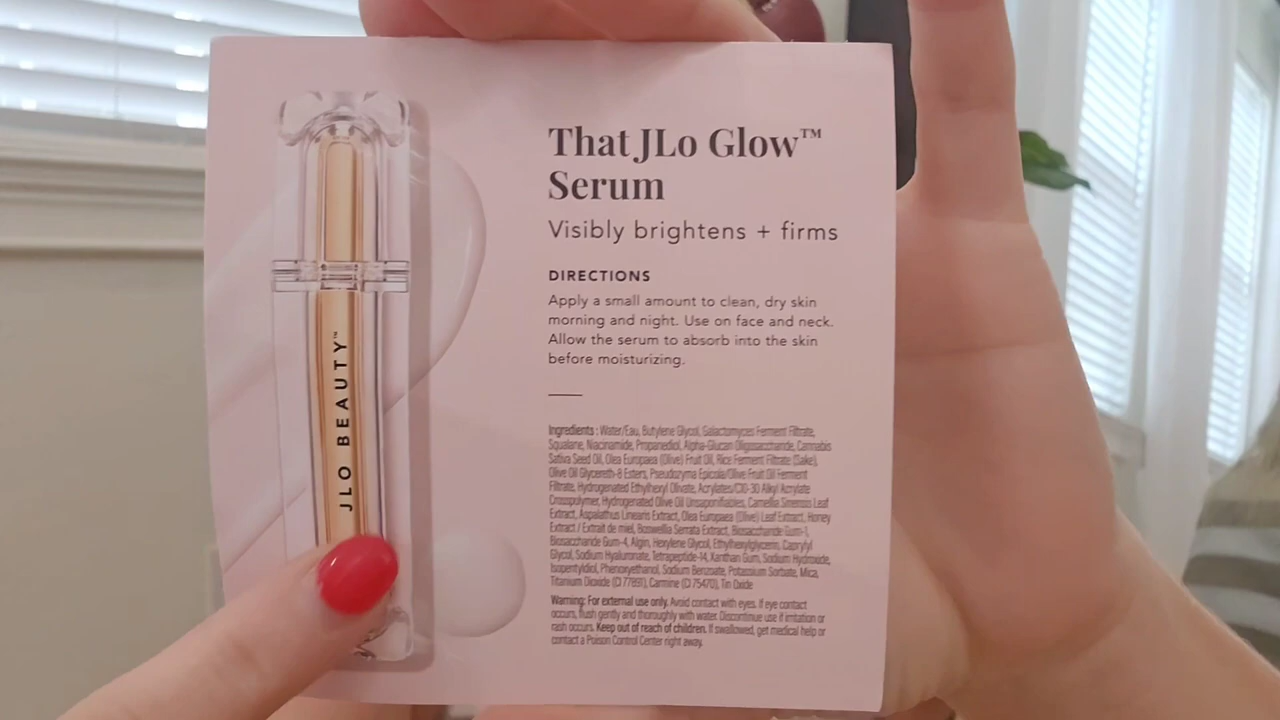 JLO BEAUTY™
That JLo Glow™
Serum
Visibly brightens + firms
DIRECTIONS
Apply a small amount to clean, dry skin
morning and night. Use on face and neck.
Allow the serum to absorb into the skin
before moisturizing.
Ingredients : Water/Eau, Butylene Glycol, Galactomyces Ferment Filtrate,
Squalane, Niacinamide, Propanediol, Alpha-Glucan Oligosaccharide, Cannabis
Sativa Seed Oil, Olea Europaea (Olive) Fruit Oil, Rice Ferment Filtrate (Sake),
Olive Oil Glycereth-8 Esters, Pseudozyma Epicola/Olive Fruit Oil Ferment
Filtrate, Hydrogenated Ethylhexyl Olivate, Acrylates/C10-30 Alkyl Acrylate
Crosspolymer, Hydrogenated Olive Oil Unsaponifiables, Camellia Sinensis Leaf
Extract, Aspalathus Linearis Extract, Olea Europaea (Olive) Leaf Extract, Honey
Extract / Extrait de miel, Boswellia Serrata Extract, Biosaccharide Gum-1,
Biosaccharide Gum-4, Algin, Hexylene Glycol, Ethylhexylglycerin, Caprylyl
Glycol, Sodium Hyaluronate, Tetrapeptide-14, Xanthan Gum, Sodium Hydroxide,
Isopentyldiol, Phenoxyethanol, Sodium Benzoate, Potassium Sorbate, Mica,
Titanium Dioxide (CI 77891), Carmine (CI 75470), Tin Oxide
Warning: For external use only. Avoid contact with eyes. If eye contact
occurs, flush gently and thoroughly with water. Discontinue use if irritation or
rash occurs. Keep out of reach of children. If swallowed, get medical help or
contact a Poison Control Center right away.